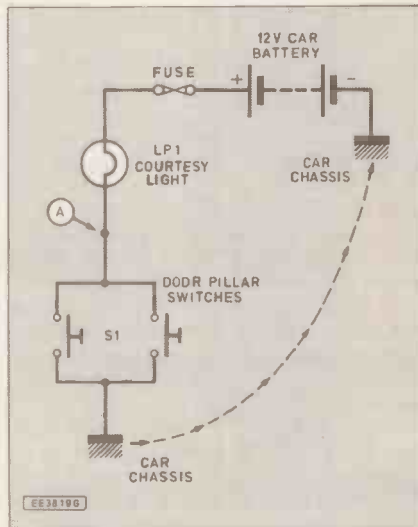 12V CAR
BATTERY
FUSE
+
-
LP1
COURTESY
LIGHT
CAR
CHASSIS
A
DOOR PILLAR
SWITCHES
S1
CAR
CHASSIS
EE3819G